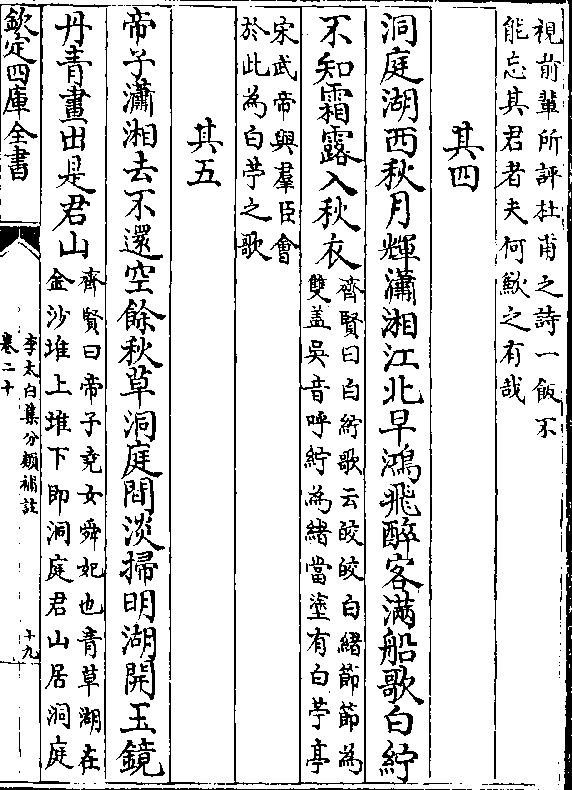 視前輩所評杜甫之詩一飯不
能忘其君者夫何歉之有哉
其四
洞庭湖西秋月輝瀟湘江北早鴻飛醉客滿船歌白紵
不知霜露入秋衣
齊賢曰白紵歌云皎皎白緒節節為
雙盖吳音呼紵為緒當塗有白苧亭
宋武帝與羣臣會
於此為白苧之歌
其五
帝子瀟湘去不還空餘秋草洞庭間淡掃明湖開玉鏡
丹青畫出是君山
齊賢曰帝子堯女舜妃也青草湖在
金沙堆上堆下即洞庭君山居洞庭
欽定四庫全書
李太白集分類補註
卷二十
十九